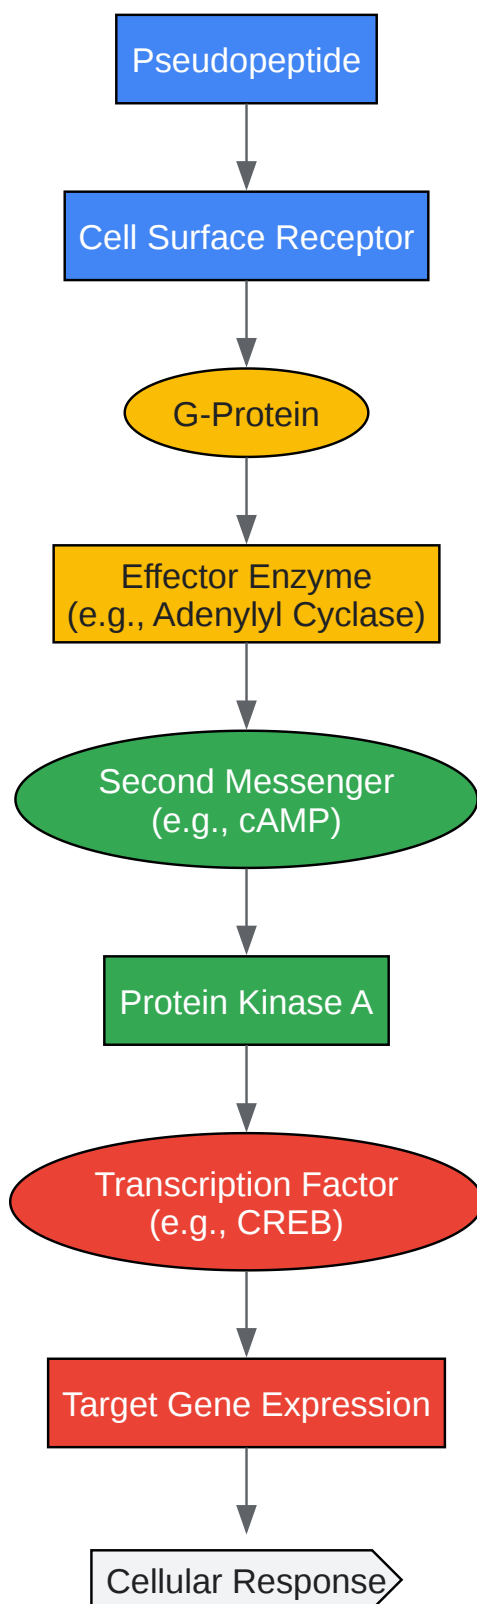 Pseudopeptide
Cell Surface Receptor
G-Protein
Effector Enzyme
(e.g., Adenylyl Cyclase)
Second Messenger
(e.g., cAMP)
Protein Kinase A
Transcription Factor
(e.g., CREB)
Target Gene Expression
Cellular Response